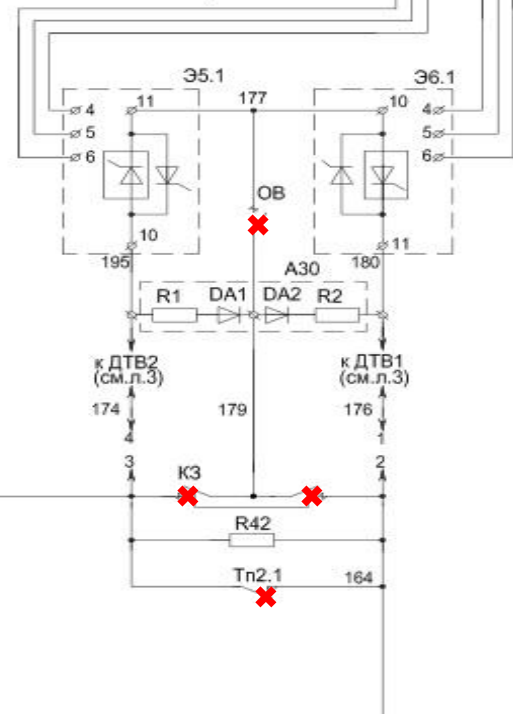 Э5.1
Э6.1
4 11 177 10 4
5 5
6 6
ОВ
10 11
195 180
А30
R1 DA1 DA2 R2
к ДТВ2 к ДТВ1
(см.л.3) (см.л.3)
174 179 176
4 1
3 2
К3
R42
Тп2.1 164